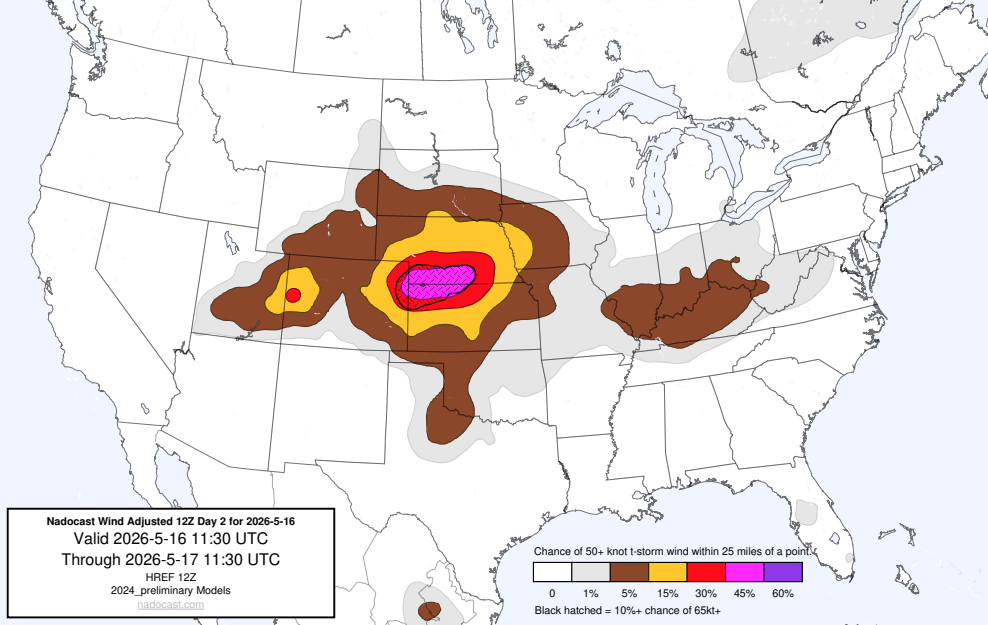 Nadocast Wind Adjusted 12Z Day 2 for 2026-5-16
Valid 2026-5-16 11:30 UTC
Through 2026-5-17 11:30 UTC
HREF 12Z
2024_preliminary Models
nadocast.com
Chance of 50+ knot t-storm wind within 25 miles of a point.
0 1% 5% 15% 30% 45% 60%
Black hatched = 10%+ chance of 65kt+